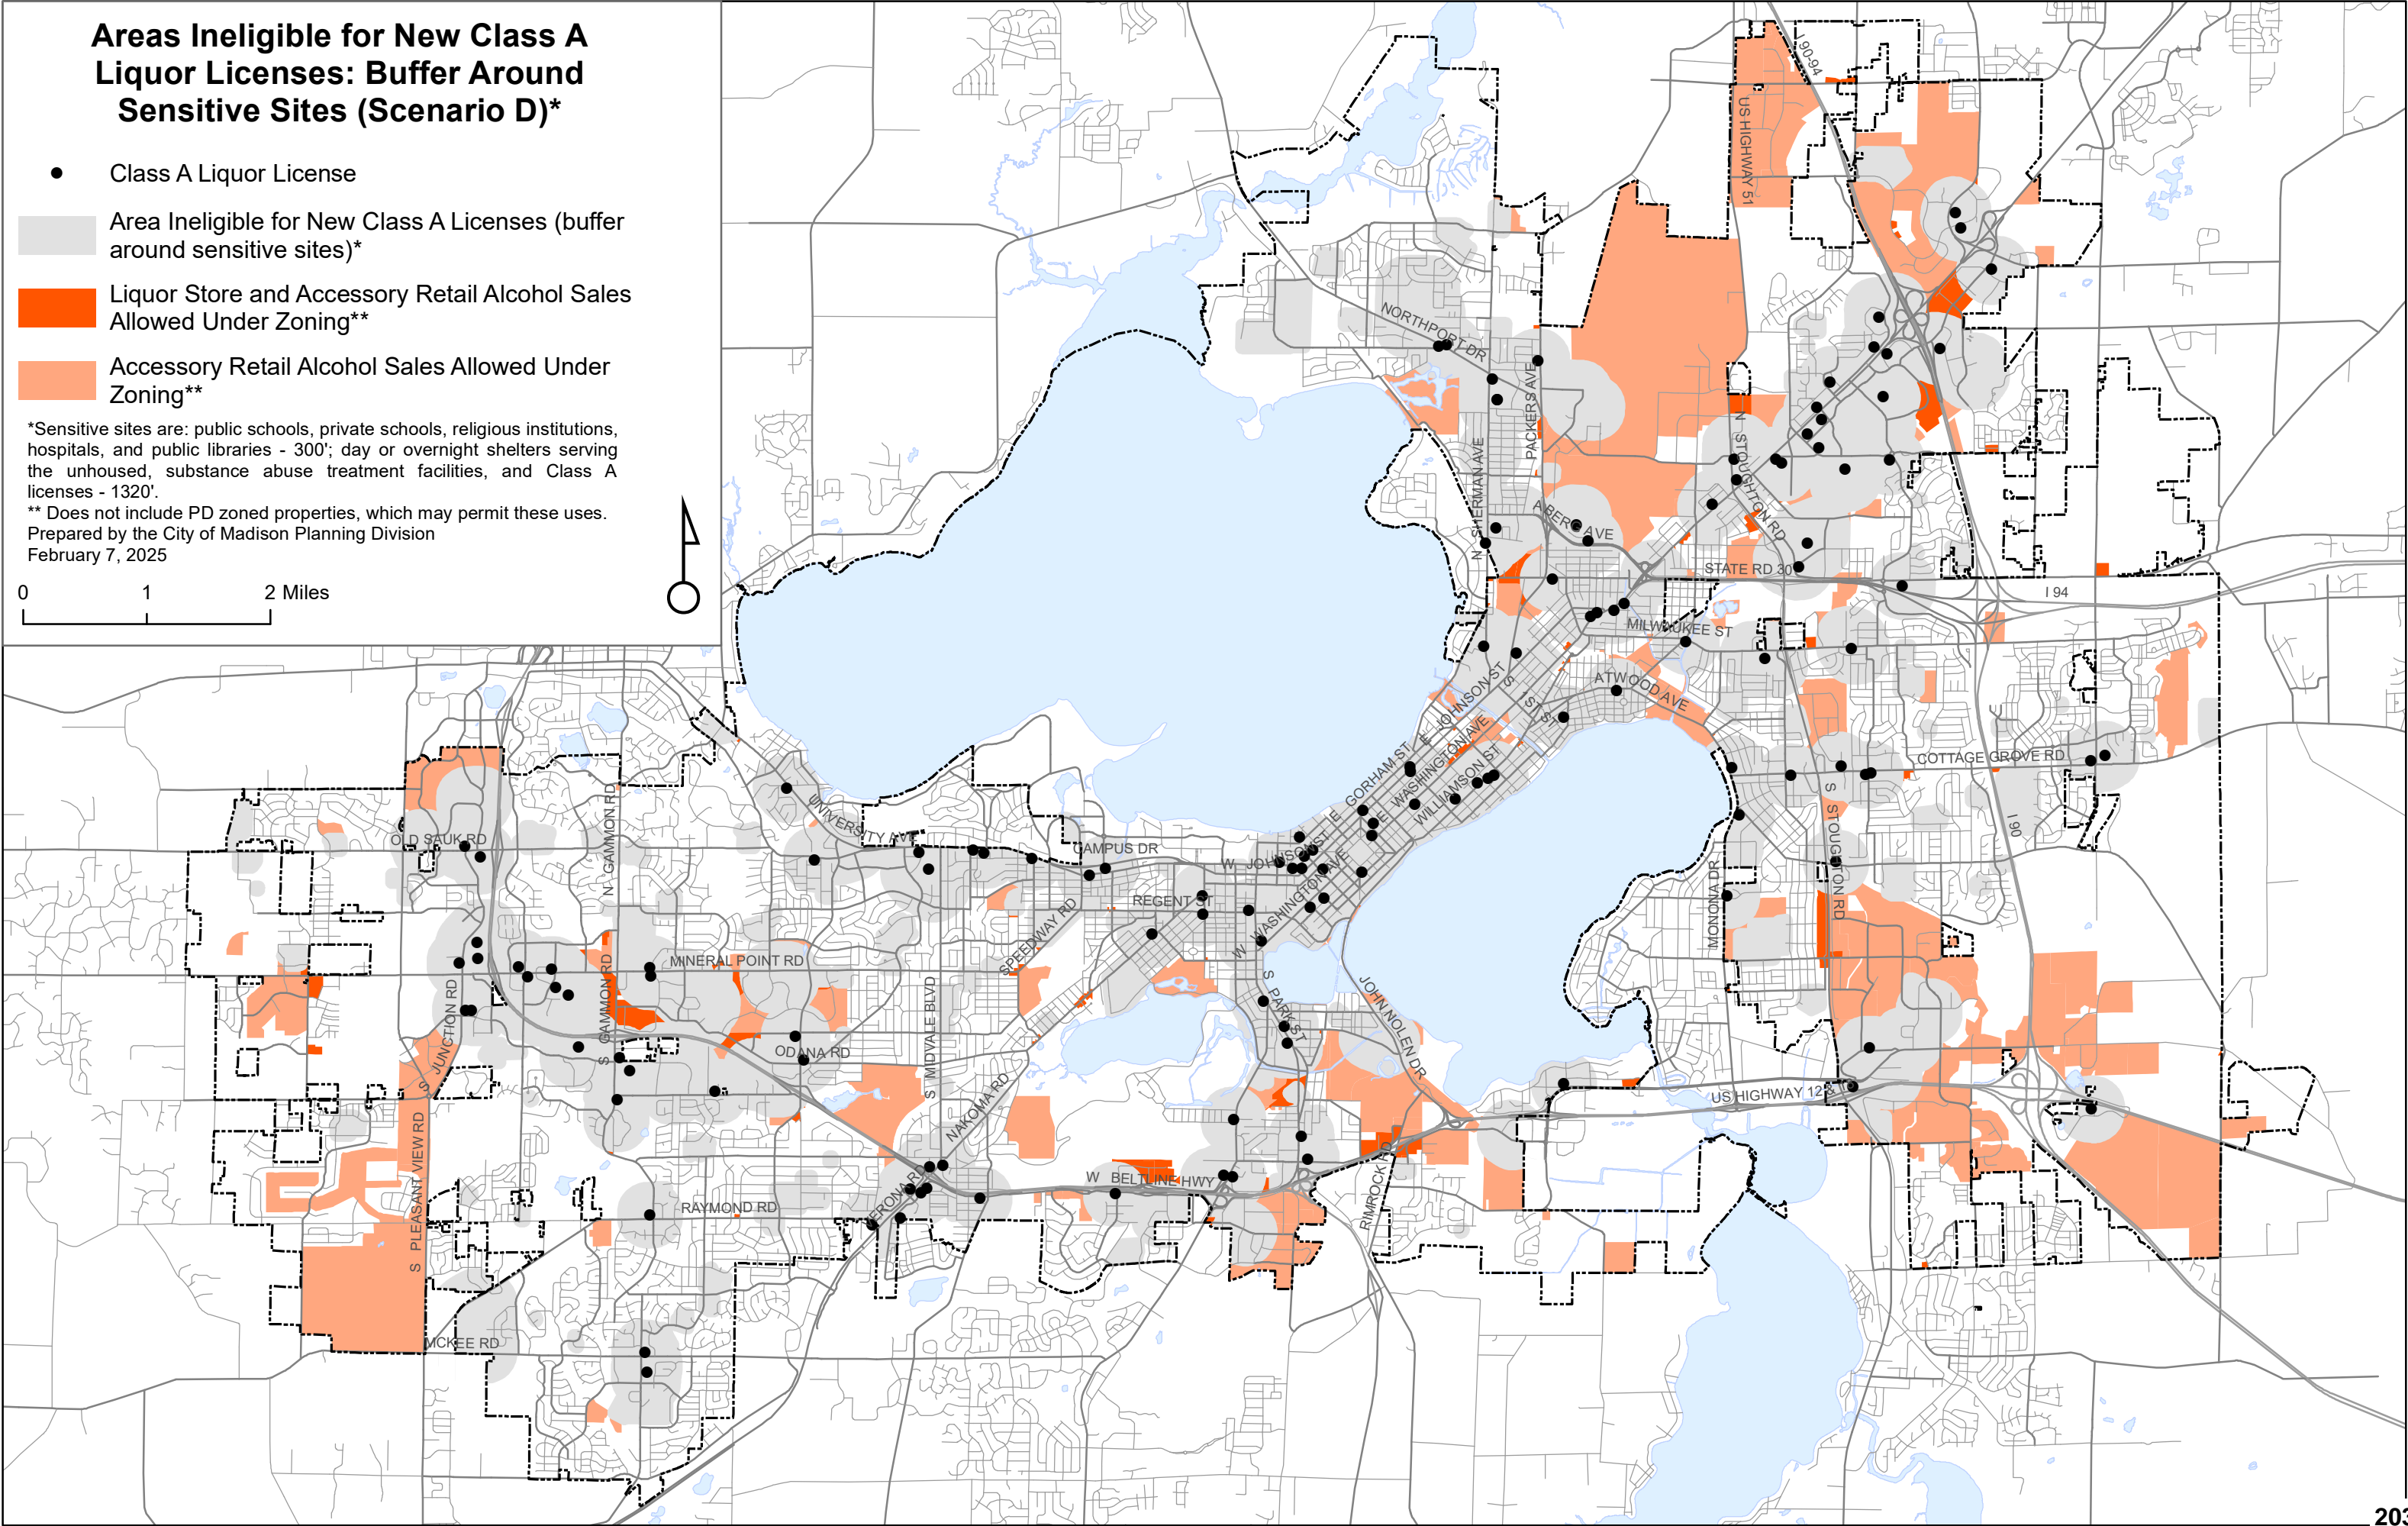 Areas Ineligible for New Class A
Liquor Licenses: Buffer Around
Sensitive Sites (Scenario D)*
Class A Liquor License
Area Ineligible for New Class A Licenses (buffer
around sensitive sites)*
Liquor Store and Accessory Retail Alcohol Sales
Allowed Under Zoning**
Accessory Retail Alcohol Sales Allowed Under
Zoning**
*Sensitive sites are: public schools, private schools, religious institutions,
hospitals, and public libraries - 300'; day or overnight shelters serving
the unhoused, substance abuse treatment facilities, and Class A
licenses - 1320'.
** Does not include PD zoned properties, which may permit these uses.
Prepared by the City of Madison Planning Division
February 7, 2025
0 1 2 Miles
I 90-94
US HIGHWAY 51
NORTHPORT DR
PACKERS AVE
N SHERMAN AVE
N STOUGHTON RD
ABERG AVE
STATE RD 30
I 94
MILWAUKEE ST
ATWOOD AVE
S 1ST ST
E JOHNSON ST
E WASHINGTON AVE
WILLIAMSON ST
E GORHAM ST
COTTAGE GROVE RD
S STOUGHTON RD
I 90
MONONA DR
UNIVERSITY AVE
CAMPUS DR
W JOHNSON ST
W WASHINGTON AVE
REGENT ST
SPEEDWAY RD
OLD SAUK RD
N GAMMON RD
MINERAL POINT RD
S GAMMON RD
S JUNCTION RD
ODANA RD
S MIDVALE BLVD
NAKOMA RD
S PARK ST
JOHN NOLEN DR
US HIGHWAY 12
W BELTLINE HWY
RIMROCK RD
VERONA RD
RAYMOND RD
S PLEASANT VIEW RD
MCKEE RD